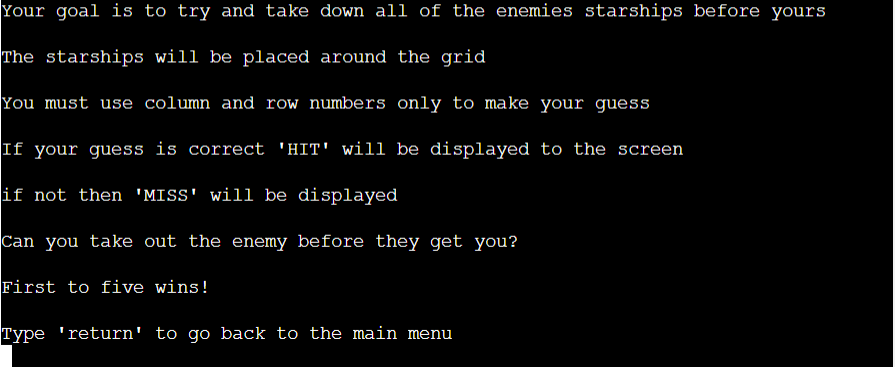 Your goal is to try and take down all of the enemies starships before yours
The starships will be placed around the grid
You must use column and row numbers only to make your guess
If your guess is correct 'HIT' will be displayed to the screen
if not then 'MISS' will be displayed
Can you take out the enemy before they get you?
First to five wins!
Type 'return' to go back to the main menu